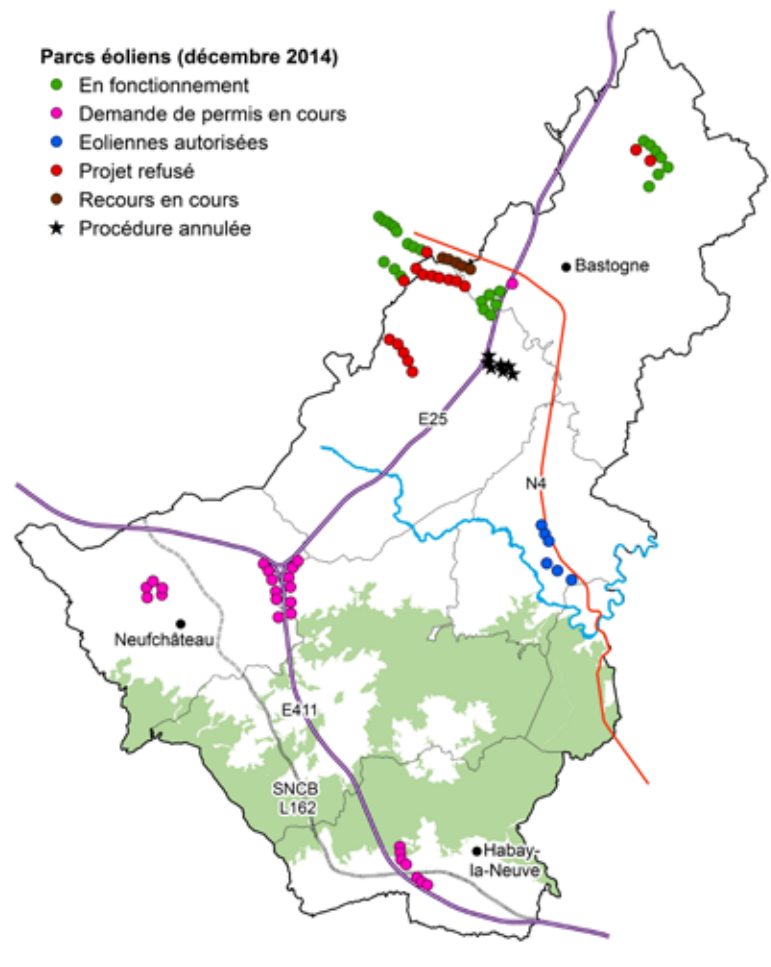 Parcs éoliens (décembre 2014)
En fonctionnement
Demande de permis en cours
Eoliennes autorisées
Projet refusé
Recours en cours
Procédure annulée
Bastogne
E25
N4
Neufchâteau
E411
SNCB
L162
Habay-
la-Neuve